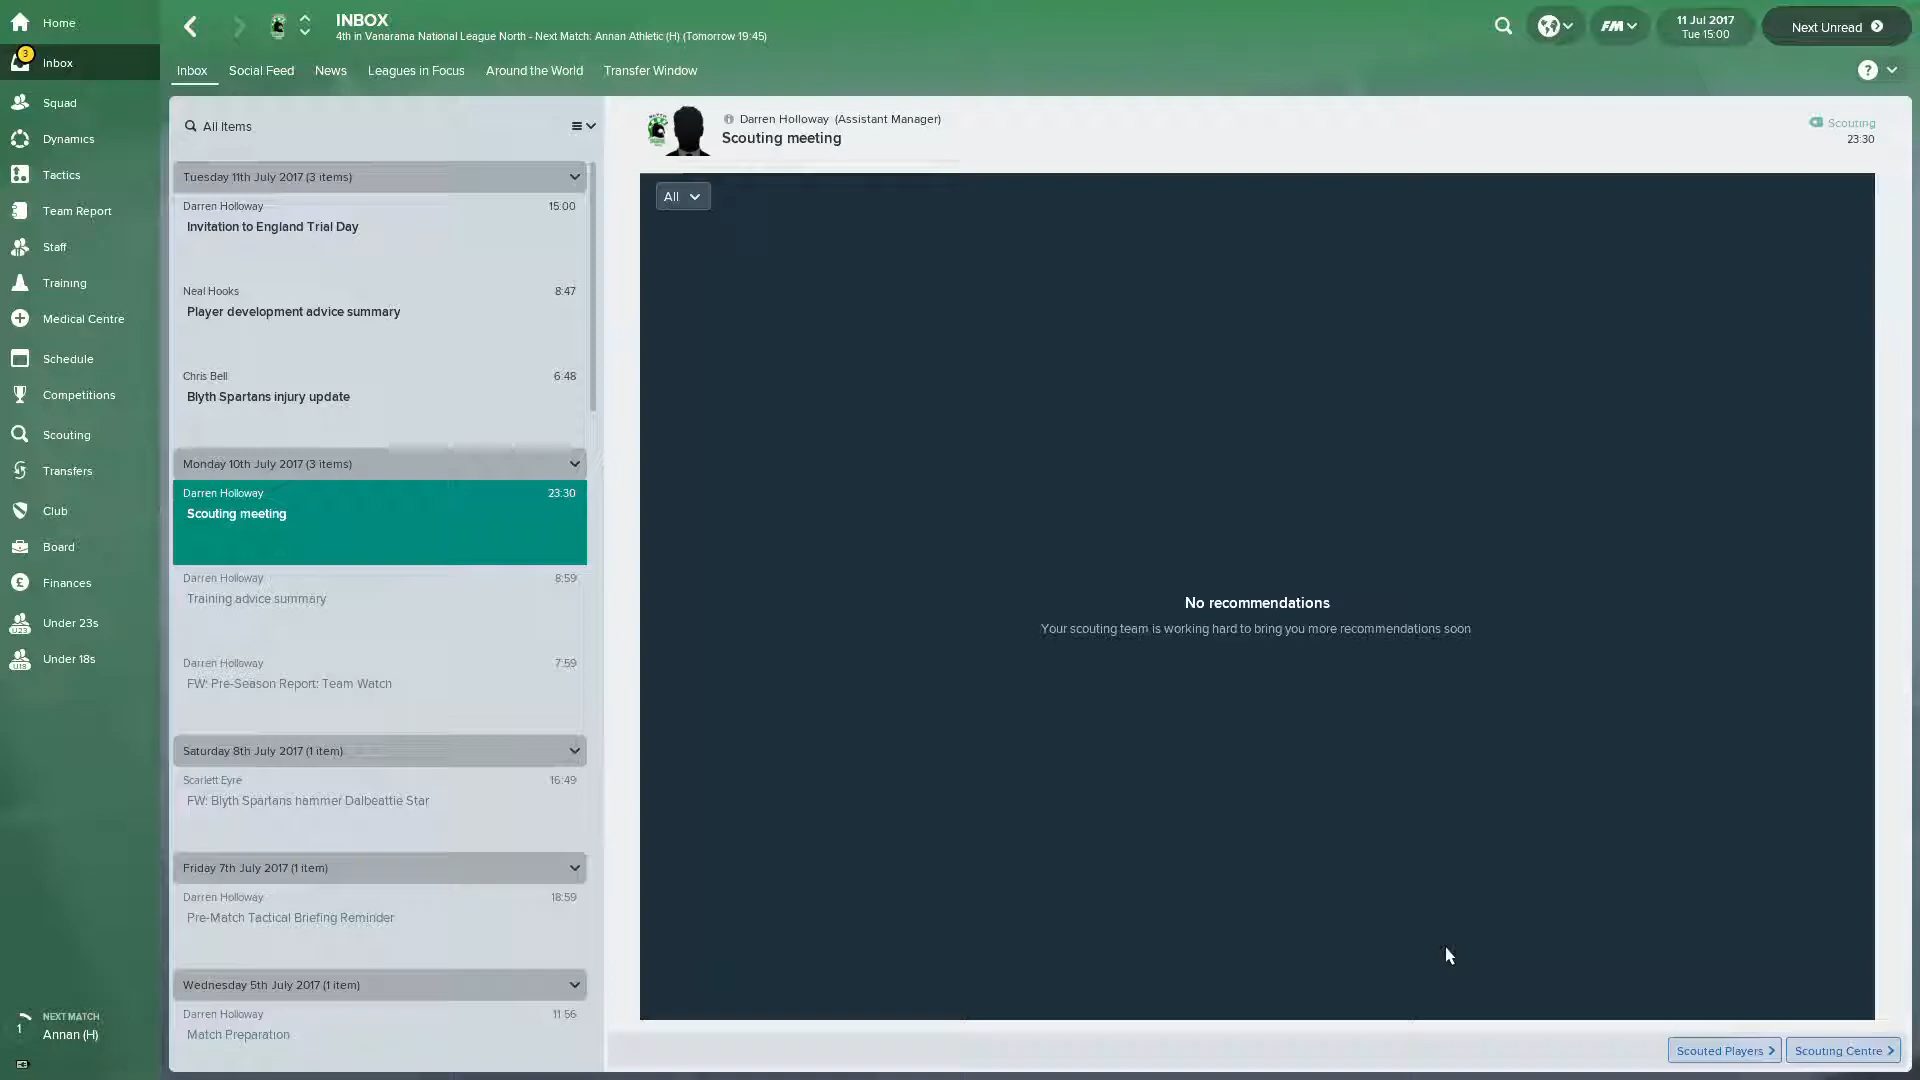 Home
3
Inbox
Squad
Dynamics
Tactics
Team Report
Staff
Training
Medical Centre
Schedule
Competitions
Scouting
Transfers
Club
Board
Finances
U23
Under 23s
U18
Under 18s
1
NEXT MATCH
Annan (H)
INBOX
4th in Vanarama National League North - Next Match: Annan Athletic (H) (Tomorrow 19:45)
FM
11 Jul 2017
Tue 15:00
Next Unread
Inbox Social Feed News Leagues in Focus Around the World Transfer Window
?
All Items
Tuesday 11th July 2017 (3 items)
Darren Holloway 15:00
Invitation to England Trial Day
Neal Hooks 8:47
Player development advice summary
Chris Bell 6:48
Blyth Spartans injury update
Monday 10th July 2017 (3 items)
Darren Holloway 23:30
Scouting meeting
Darren Holloway 8:59
Training advice summary
Darren Holloway 7:59
FW: Pre-Season Report: Team Watch
Saturday 8th July 2017 (1 item)
Scarlett Eyre 16:49
FW: Blyth Spartans hammer Dalbeattie Star
Friday 7th July 2017 (1 item)
Darren Holloway 18:59
Pre-Match Tactical Briefing Reminder
Wednesday 5th July 2017 (1 item)
Darren Holloway 11:56
Match Preparation
Darren Holloway (Assistant Manager)
Scouting meeting
Scouting
23:30
All
No recommendations
Your scouting team is working hard to bring you more recommendations soon
Scouted Players
Scouting Centre